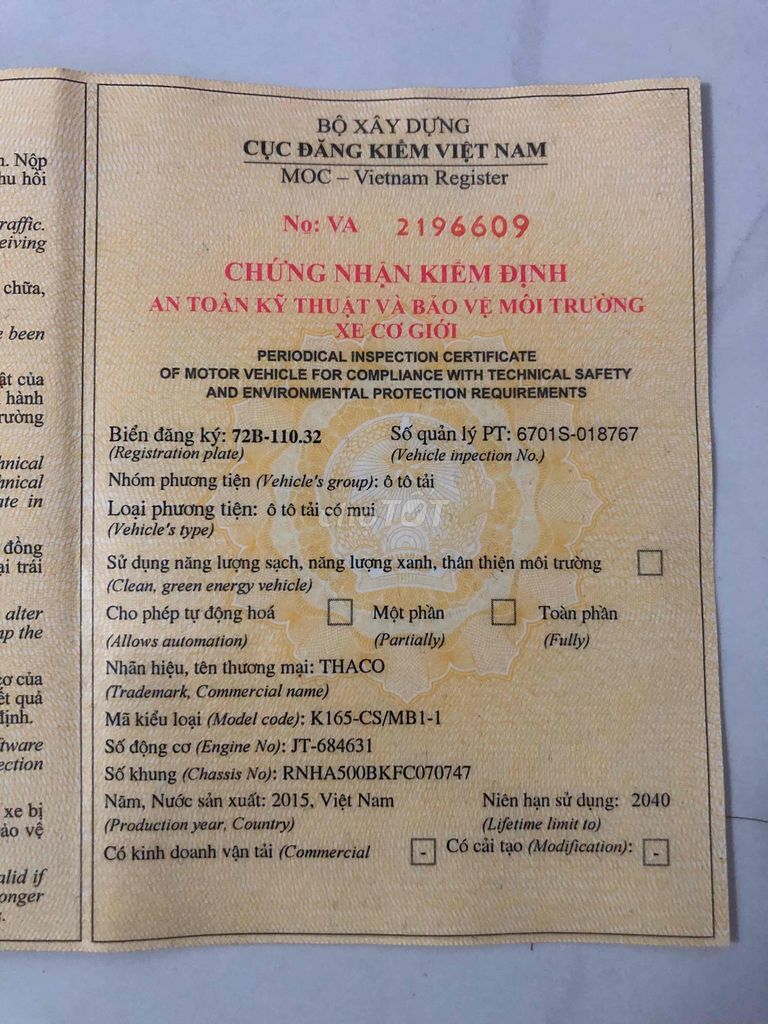 n. Nộp
hu hồi
raffic.
eiving
chữa,
e been
ật của
hành
rường
hnical
hnical
ate in
đồng
ại trái
alter
mp the
cơ của
ết quả
định.
ftware
ection
xe bị
ảo vệ
alid if
onger
BỘ XÂY DỰNG
CỤC ĐĂNG KIỂM VIỆT NAM
MOC – Vietnam Register
No: VA 2196609
CHỨNG NHẬN KIỂM ĐỊNH
AN TOÀN KỸ THUẬT VÀ BẢO VỆ MÔI TRƯỜNG
XE CƠ GIỚI
PERIODICAL INSPECTION CERTIFICATE
OF MOTOR VEHICLE FOR COMPLIANCE WITH TECHNICAL SAFETY
AND ENVIRONMENTAL PROTECTION REQUIREMENTS
Biển đăng ký: 72B-110.32 Số quản lý PT: 6701S-018767
(Registration plate) (Vehicle inpection No.)
Nhóm phương tiện (Vehicle's group): ô tô tải
Loại phương tiện: ô tô tải có mui
(Vehicle's type)
CHỢ TỐT
Sử dụng năng lượng sạch, năng lượng xanh, thân thiện môi trường
(Clean, green energy vehicle)
Cho phép tự động hoá Một phần Toàn phần
(Allows automation) (Partially) (Fully)
Nhãn hiệu, tên thương mại: THACO
(Trademark, Commercial name)
Mã kiểu loại (Model code): K165-CS/MB1-1
Số động cơ (Engine No): JT-684631
Số khung (Chassis No): RNHA500BKFC070747
Năm, Nước sản xuất: 2015, Việt Nam Niên hạn sử dụng: 2040
(Production year, Country) (Lifetime limit to)
Có kinh doanh vận tải (Commercial - Có cải tạo (Modification): -